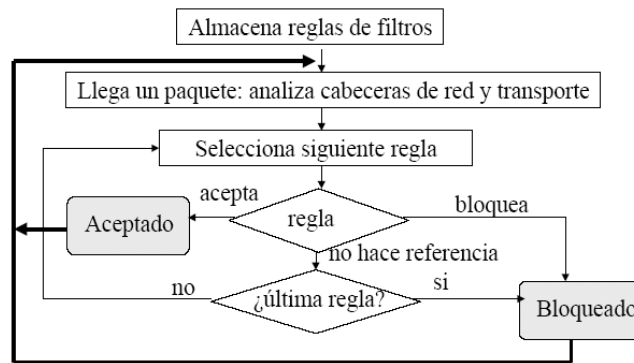 Almacena reglas de filtros
Llega un paquete: analiza cabeceras de red y transporte
Selecciona siguiente regla
acepta
Aceptado
regla
bloquea
no hace referencia
no
¿última regla?
si
Bloqueado